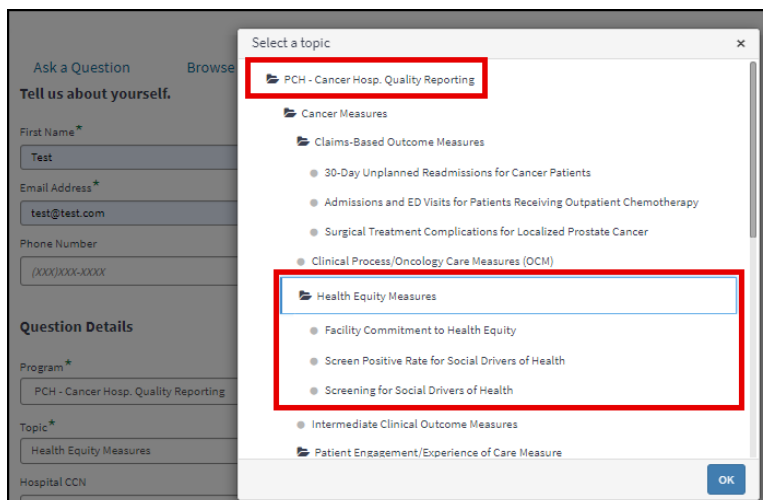 Ask a Question
Browse
Tell us about yourself.
First Name*
Test
Email Address*
test@test.com
Phone Number
(XXX)XXX-XXXX
Question Details
Program*
PCH - Cancer Hosp. Quality Reporting
Topic*
Health Equity Measures
Hospital CCN
Select a topic
×
PCH - Cancer Hosp. Quality Reporting
Cancer Measures
Claims-Based Outcome Measures
30-Day Unplanned Readmissions for Cancer Patients
Admissions and ED Visits for Patients Receiving Outpatient Chemotherapy
Surgical Treatment Complications for Localized Prostate Cancer
Clinical Process/Oncology Care Measures (OCM)
Health Equity Measures
Facility Commitment to Health Equity
Screen Positive Rate for Social Drivers of Health
Screening for Social Drivers of Health
Intermediate Clinical Outcome Measures
Patient Engagement/Experience of Care Measure
OK